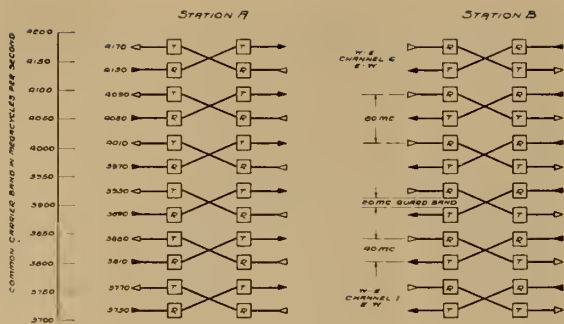 STATION A
STATION B
COMMON CARRIER BAND IN MEGACYCLES PER SECOND
4200
4150
4100
4050
4000
3950
3900
3850
3800
3750
3700
4170 T T
4130 R R
4090 T T
4050 R R
4010 T T
3970 R R
3930 T T
3890 R R
3850 T T
3810 R R
3770 T T
3730 R R
W-E
CHANNEL 6
E-W
80 MC
20 MC GUARD BAND
40 MC
W-E
CHANNEL 1
E-W
R R
T T
R R
T T
R R
T T
R R
T T
R R
T T
R R
T T